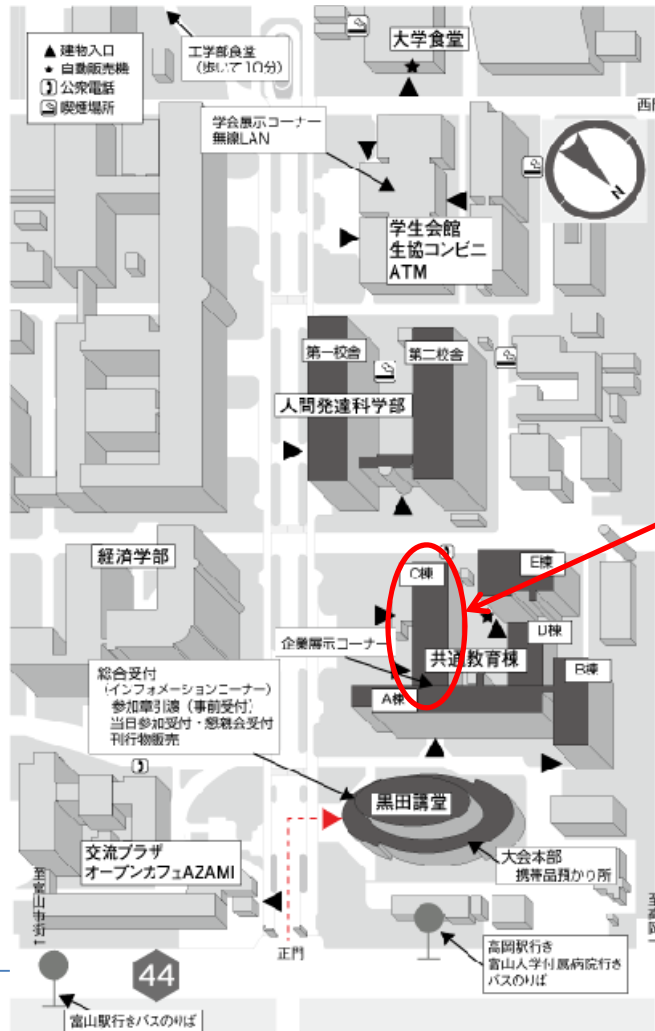 ▲ 建物入口
★ 自動販売機
公衆電話
喫煙場所
工学部食堂
（歩いて10分）
大学食堂
学会展示コーナー
無線LAN
N
学生会館
生協コンビニ
ATM
第一校舎
第二校舎
人間発達科学部
経済学部
C棟
E棟
D棟
企業展示コーナー
共通教育棟
B棟
A棟
総合受付
（インフォメーションコーナー）
参加章引渡（事前受付）
当日参加受付・懇親会受付
刊行物販売
黒田講堂
交流プラザ
オープンカフェAZAMI
大会本部
携帯品預かり所
至富山市街
正門
高岡駅行き
富山大学付属病院行き
バスのりば
44
富山駅行きバスのりば